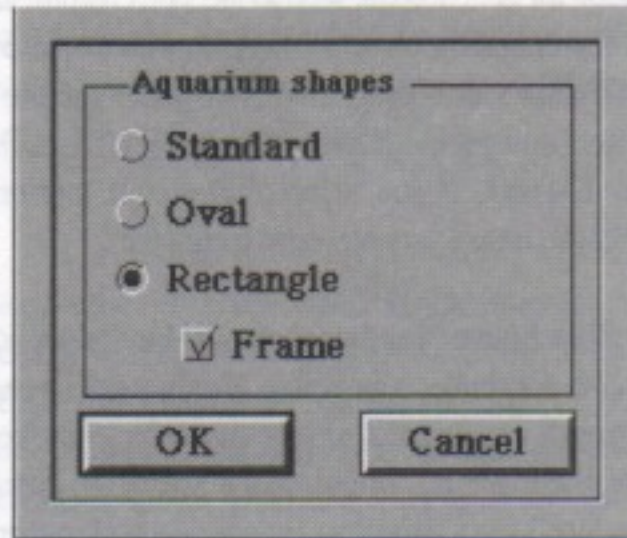 Aquarium shapes
Standard
Oval
Rectangle
Frame
OK
Cancel